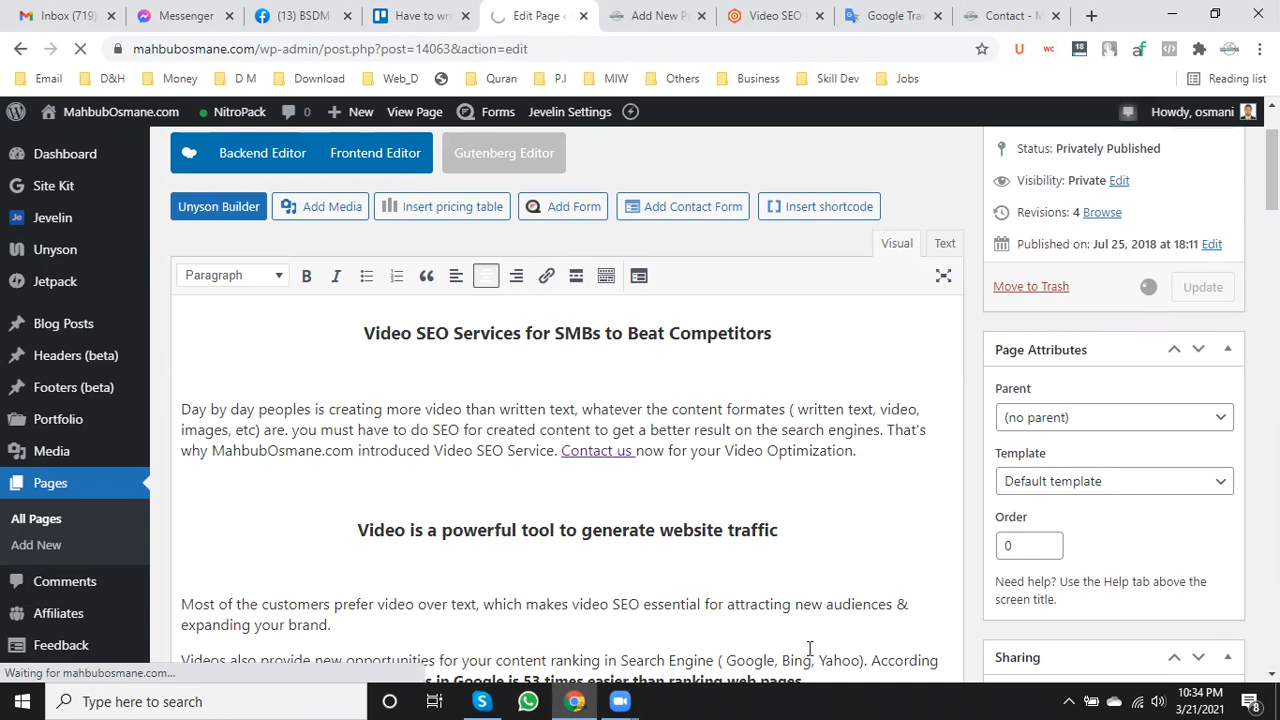 Inbox (719)
Messenger
(13) BSDM
Have to wri
Edit Page
Add New P
Video SEO
Google Tra
Contact - M
mahbubosmane.com/wp-admin/post.php?post=14063&action=edit
Email
D&H
Money
D M
Download
Web_D
Quran
P.I
MIW
Others
Business
Skill Dev
Jobs
Reading list
MahbubOsmane.com
NitroPack
0
New
View Page
Forms
Jevelin Settings
Howdy, osmani
Dashboard
Site Kit
Jevelin
Unyson
Jetpack
Blog Posts
Headers (beta)
Footers (beta)
Portfolio
Media
Pages
All Pages
Add New
Comments
Affiliates
Feedback
Waiting for mahbubosmane.com...
Backend Editor
Frontend Editor
Gutenberg Editor
Unyson Builder
Add Media
Insert pricing table
Add Form
Add Contact Form
Insert shortcode
Visual
Text
Paragraph
Video SEO Services for SMBs to Beat Competitors
Day by day peoples is creating more video than written text, whatever the content formates ( written text, video,
images, etc) are. you must have to do SEO for created content to get a better result on the search engines. That's
why MahbubOsmane.com introduced Video SEO Service. Contact us now for your Video Optimization.
Video is a powerful tool to generate website traffic
Most of the customers prefer video over text, which makes video SEO essential for attracting new audiences &
expanding your brand.
Videos also provide new opportunities for your content ranking in Search Engine ( Google, Bing, Yahoo). According
s in Google is 53 times easier than ranking web pages.
Status: Privately Published
Visibility: Private Edit
Revisions: 4 Browse
Published on: Jul 25, 2018 at 18:11 Edit
Move to Trash
Update
Page Attributes
Parent
(no parent)
Template
Default template
Order
0
Need help? Use the Help tab above the
screen title.
Sharing
Type here to search
10:34 PM
3/21/2021
8